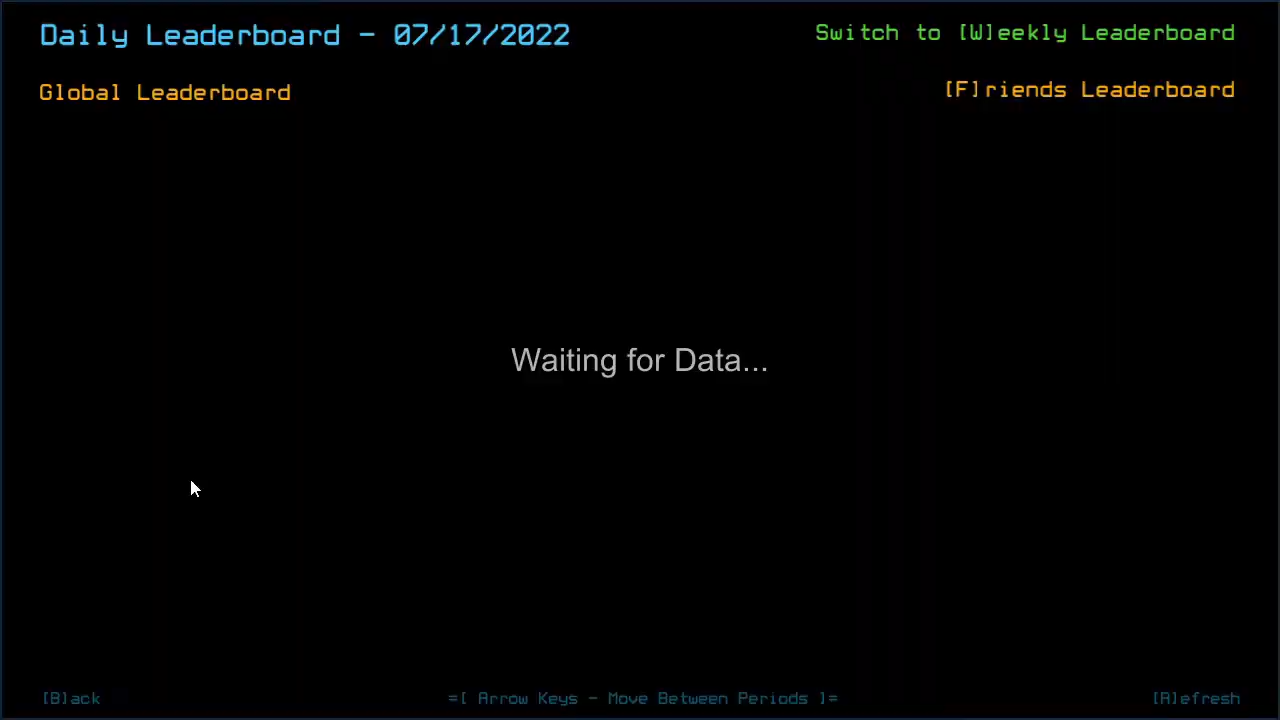 Daily Leaderboard - 07/17/2022
Switch to [W]eekly Leaderboard
Global Leaderboard
[F]riends Leaderboard
Waiting for Data...
[B]ack
=[ Arrow Keys - Move Between Periods ]=
[R]efresh